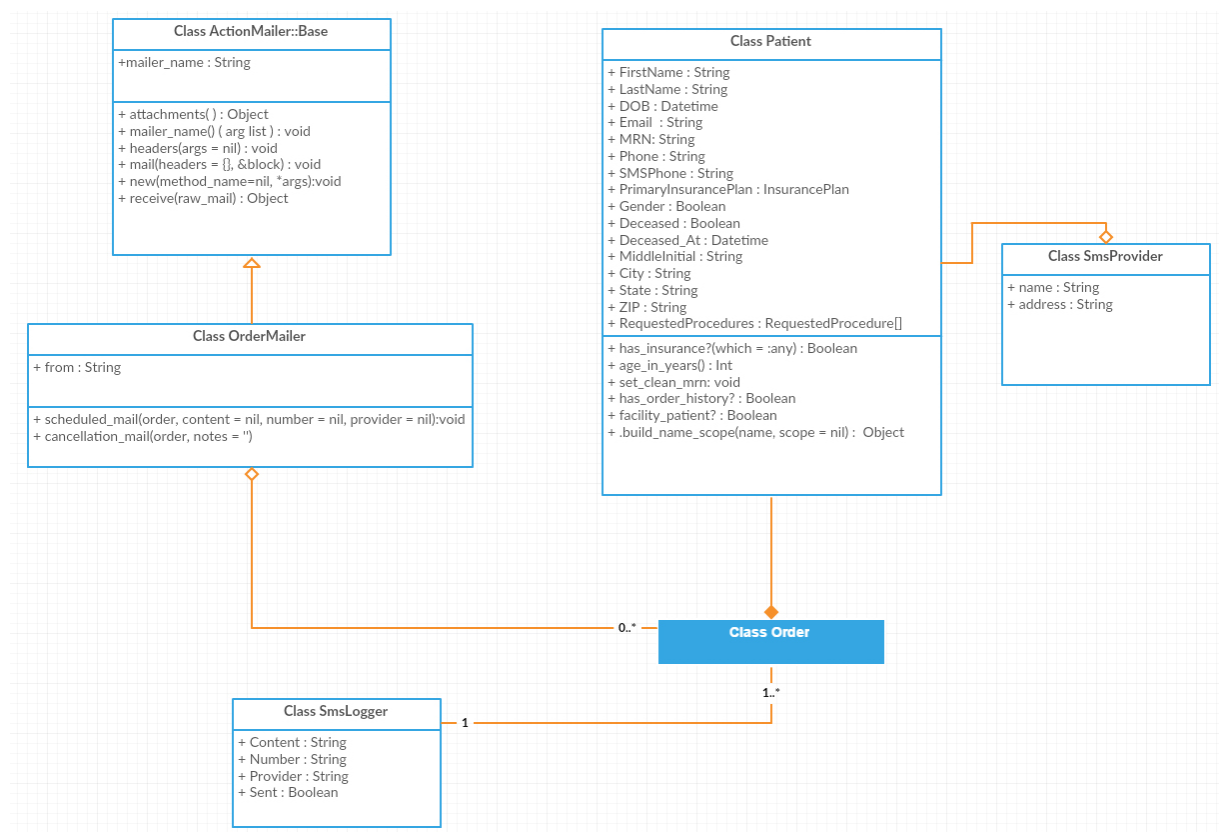 Class ActionMailer::Base
+mailer_name : String
+ attachments( ) : Object
+ mailer_name() ( arg list ) : void
+ headers(args = nil) : void
+ mail(headers = {}, &block) : void
+ new(method_name=nil, *args):void
+ receive(raw_mail) : Object
Class Patient
+ FirstName : String
+ LastName : String
+ DOB : Datetime
+ Email  : String
+ MRN: String
+ Phone : String
+ SMSPhone : String
+ PrimaryInsurancePlan : InsurancePlan
+ Gender : Boolean
+ Deceased : Boolean
+ Deceased_At : Datetime
+ MiddleInitial : String
+ City : String
+ State : String
+ ZIP : String
+ RequestedProcedures : RequestedProcedure[]
+ has_insurance?(which = :any) : Boolean
+ age_in_years() : Int
+ set_clean_mrn: void
+ has_order_history? : Boolean
+ facility_patient? : Boolean
+ .build_name_scope(name, scope = nil) :  Object
Class SmsProvider
+ name : String
+ address : String
Class OrderMailer
+ from : String
+ scheduled_mail(order, content = nil, number = nil, provider = nil):void
+ cancellation_mail(order, notes = '')
0..*
Class Order
1..*
1
Class SmsLogger
+ Content : String
+ Number : String
+ Provider : String
+ Sent : Boolean